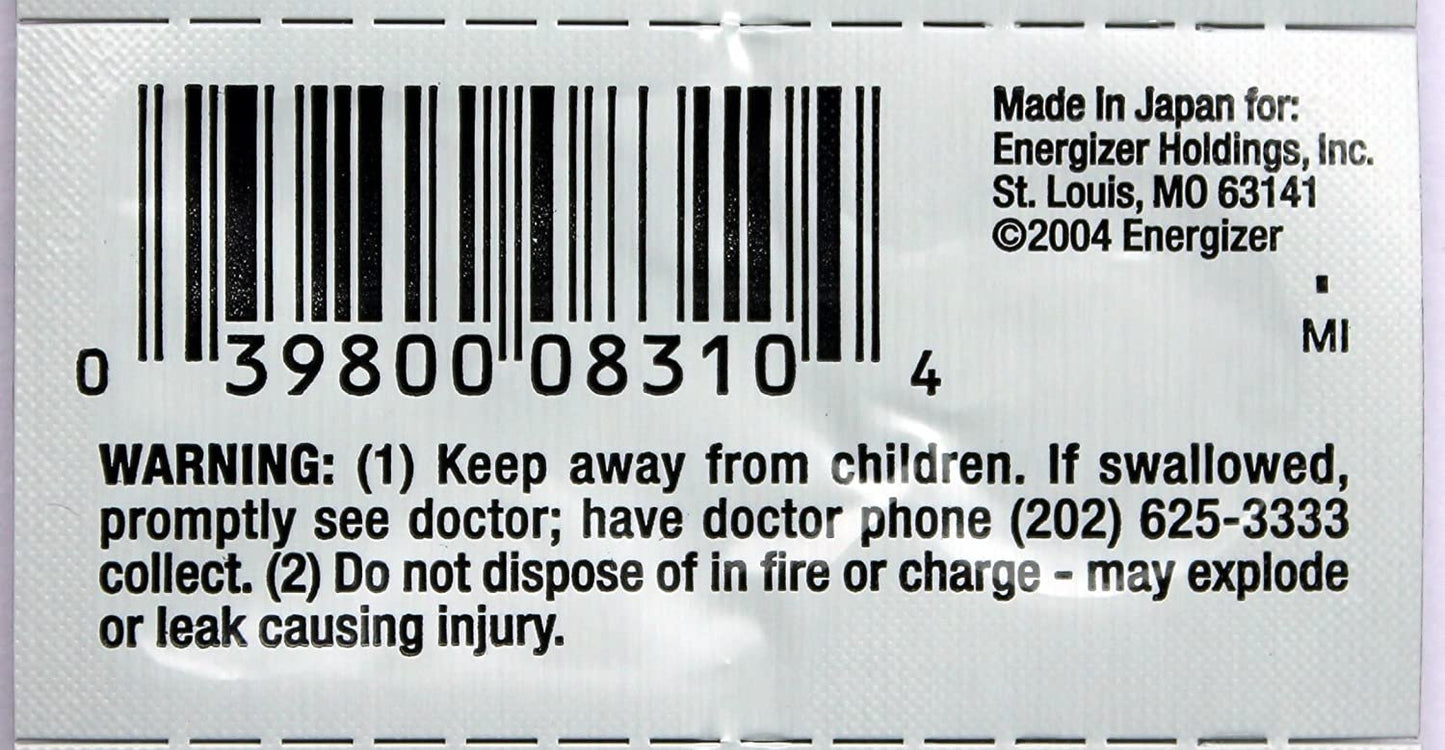 0 39800 08310 4
Made In Japan for:
Energizer Holdings, Inc.
St. Louis, MO 63141
©2004 Energizer
MI
WARNING: (1) Keep away from children. If swallowed,
promptly see doctor; have doctor phone (202) 625-3333
collect. (2) Do not dispose of in fire or charge - may explode
or leak causing injury.